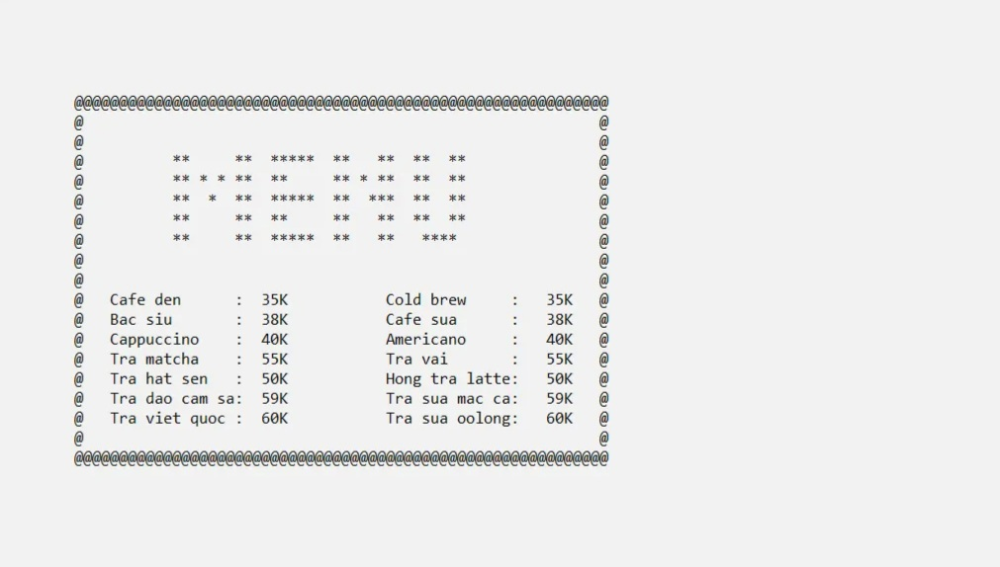 @@@@@@@@@@@@@@@@@@@@@@@@@@@@@@@@@@@@@@@@@@@@@@@@@@@@@@@@@@@@
@                                                          @
@                                                          @
@          **     **  *****  **   **  **  **               @
@          ** * * **  **     ** * **  **  **               @
@          **  *  **  *****  **  ***  **  **               @
@          **     **  **     **   **  **  **               @
@          **     **  *****  **   **   ****                @
@                                                          @
@                                                          @
@   Cafe den      :  35K           Cold brew     :   35K   @
@   Bac siu       :  38K           Cafe sua      :   38K   @
@   Cappuccino    :  40K           Americano     :   40K   @
@   Tra matcha    :  55K           Tra vai       :   55K   @
@   Tra hat sen   :  50K           Hong tra latte:   50K   @
@   Tra dao cam sa:  59K           Tra sua mac ca:   59K   @
@   Tra viet quoc :  60K           Tra sua oolong:   60K   @
@                                                          @
@@@@@@@@@@@@@@@@@@@@@@@@@@@@@@@@@@@@@@@@@@@@@@@@@@@@@@@@@@@@